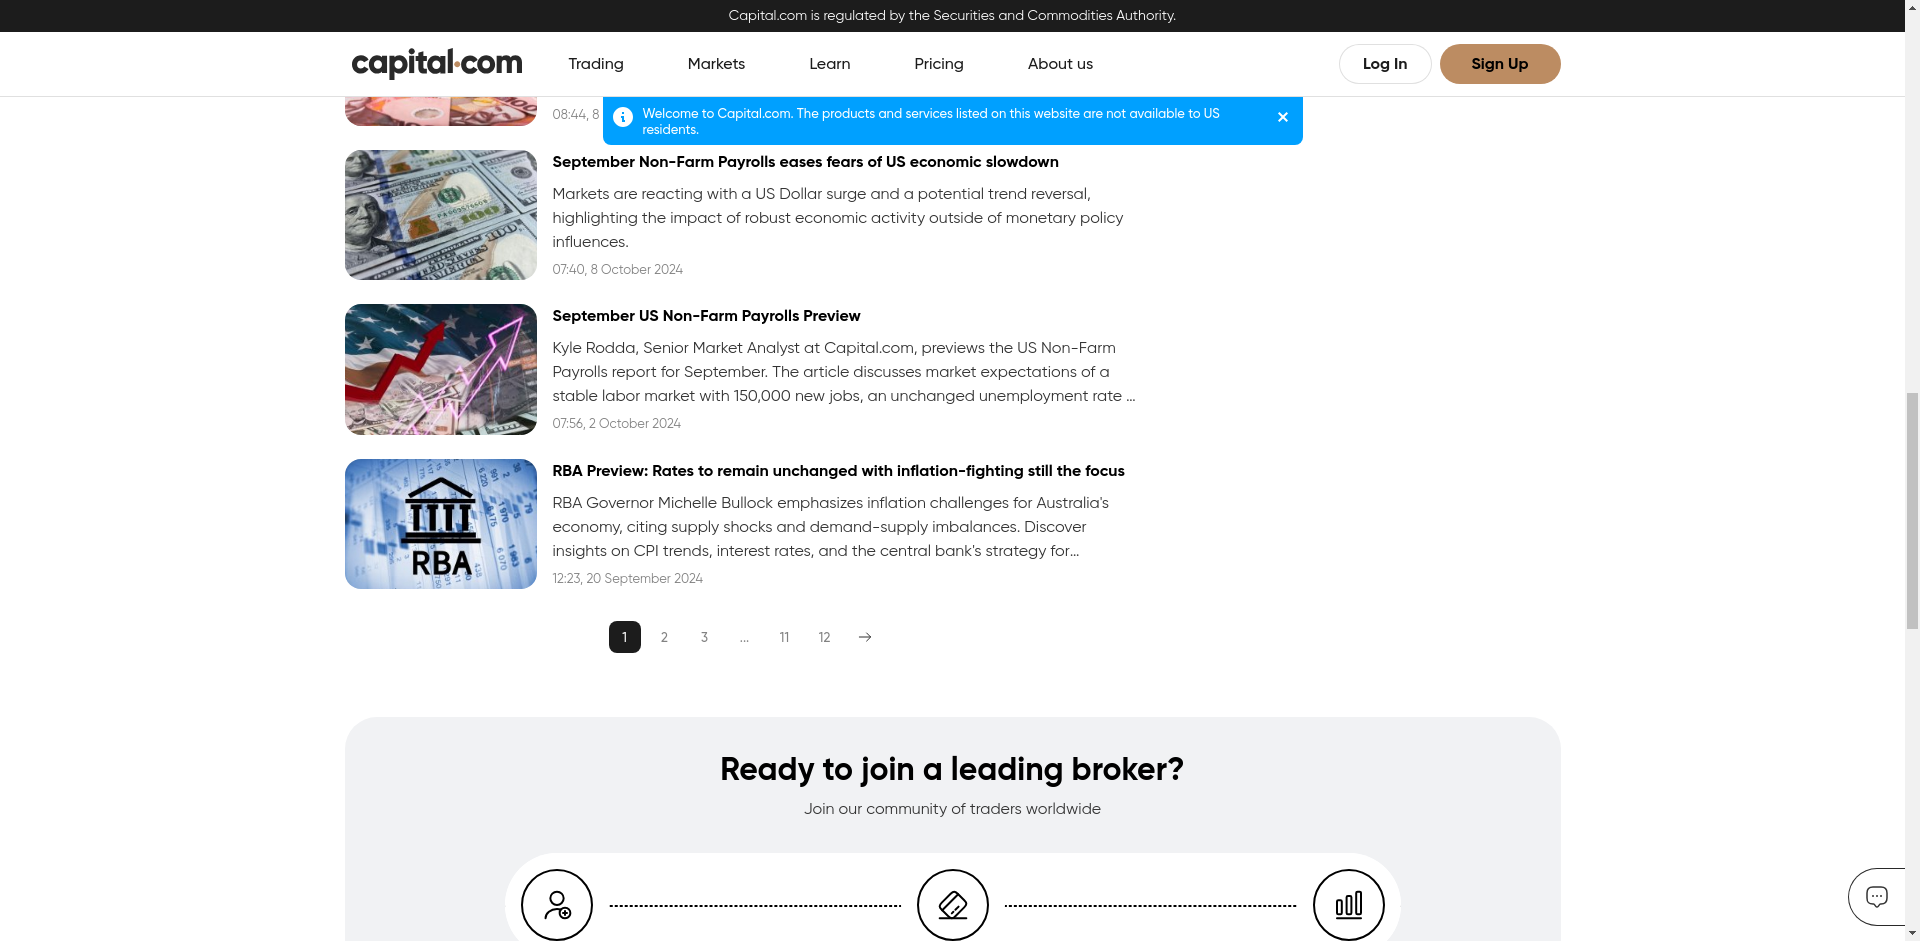 Capital.com is regulated by the Securities and Commodities Authority.
capital.com
Trading
Markets
Learn
Pricing
About us
Log In
Sign Up
Welcome to Capital.com. The products and services listed on this website are not available to US
residents.
08:44, 8
September Non-Farm Payrolls eases fears of US economic slowdown
Markets are reacting with a US Dollar surge and a potential trend reversal,
highlighting the impact of robust economic activity outside of monetary policy
influences.
07:40, 8 October 2024
September US Non-Farm Payrolls Preview
Kyle Rodda, Senior Market Analyst at Capital.com, previews the US Non-Farm
Payrolls report for September. The article discusses market expectations of a
stable labor market with 150,000 new jobs, an unchanged unemployment rate ...
07:56, 2 October 2024
RBA
RBA Preview: Rates to remain unchanged with inflation-fighting still the focus
RBA Governor Michelle Bullock emphasizes inflation challenges for Australia's
economy, citing supply shocks and demand-supply imbalances. Discover
insights on CPI trends, interest rates, and the central bank's strategy for...
12:23, 20 September 2024
1 2 3 ... 11 12
Ready to join a leading broker?
Join our community of traders worldwide